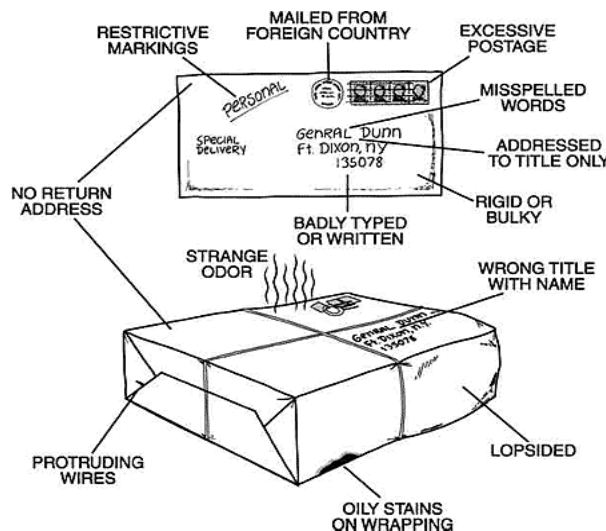 MAILED FROM
FOREIGN COUNTRY
RESTRICTIVE
MARKINGS
EXCESSIVE
POSTAGE
PERSONAL
MISSPELLED
WORDS
SPECIAL
DELIVERY
GENRAL DUNN
Ft. DIXON, NY
135078
ADDRESSED
TO TITLE ONLY
NO RETURN
ADDRESS
BADLY TYPED
OR WRITTEN
RIGID OR
BULKY
STRANGE
ODOR
WRONG TITLE
WITH NAME
GENRAL DUNN
Ft. DIXON, N.Y.
135078
PROTRUDING
WIRES
LOPSIDED
OILY STAINS
ON WRAPPING